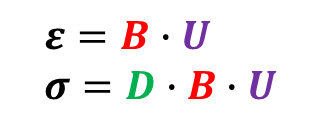 ε = B · U
σ = D · B · U